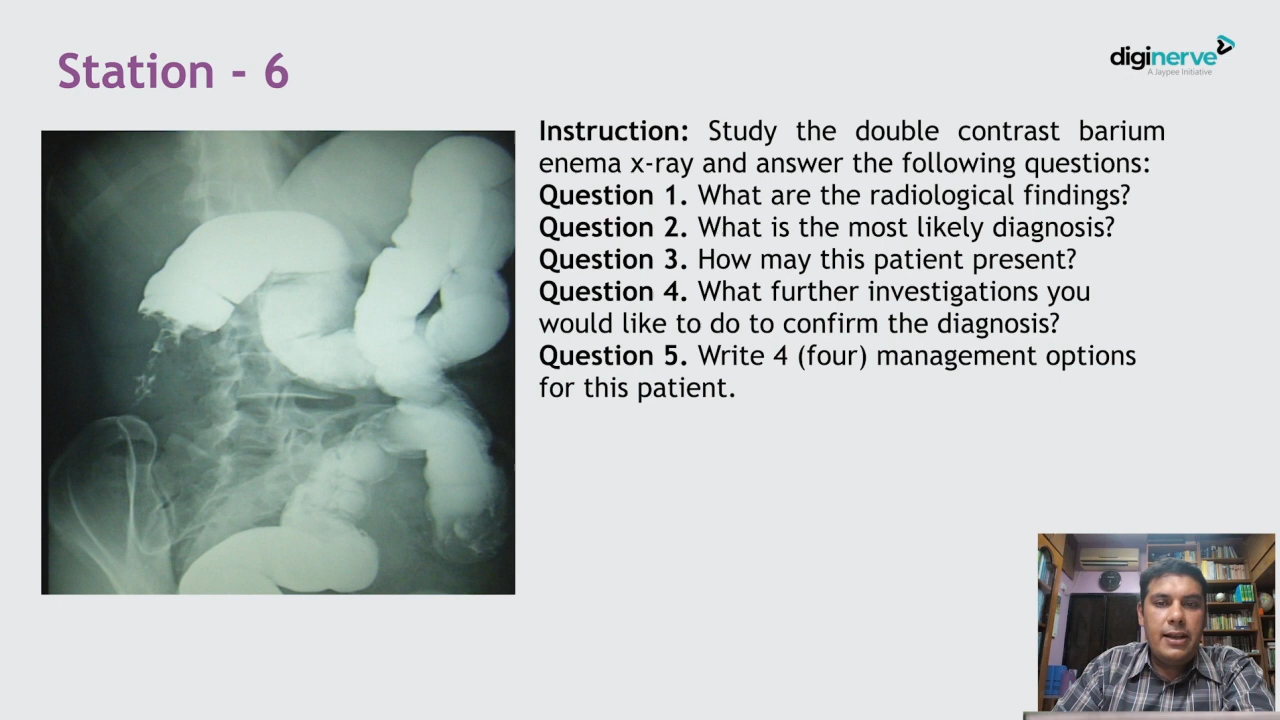 Station - 6
diginerve
A Jaypee Initiative
Instruction: Study the double contrast barium
enema x-ray and answer the following questions:
Question 1. What are the radiological findings?
Question 2. What is the most likely diagnosis?
Question 3. How may this patient present?
Question 4. What further investigations you
would like to do to confirm the diagnosis?
Question 5. Write 4 (four) management options
for this patient.